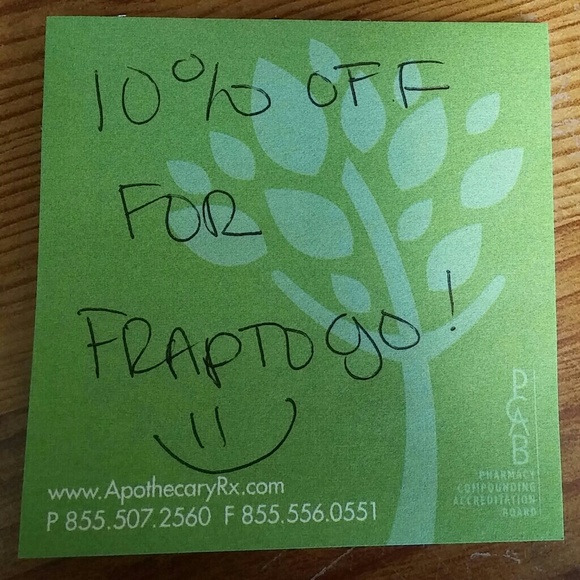 10% OFF
FOR
FRAPTOgO!
www.ApothecaryRx.com
P 855.507.2560 F 855.556.0551
PCAB
PHARMACY
COMPOUNDING
ACCREDITATION
BOARD